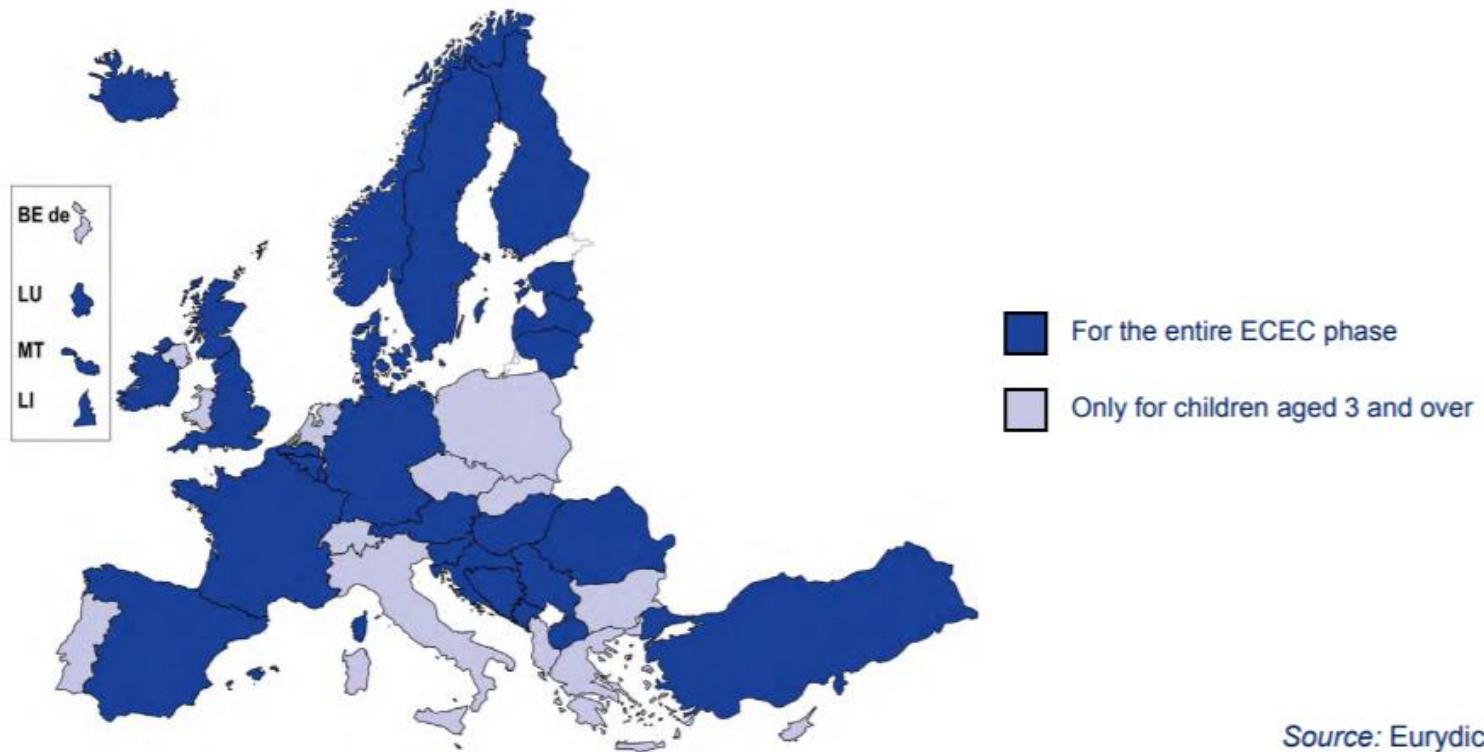 BE de
LU
MT
LI
For the entire ECEC phase
Only for children aged 3 and over
Source: Eurydic